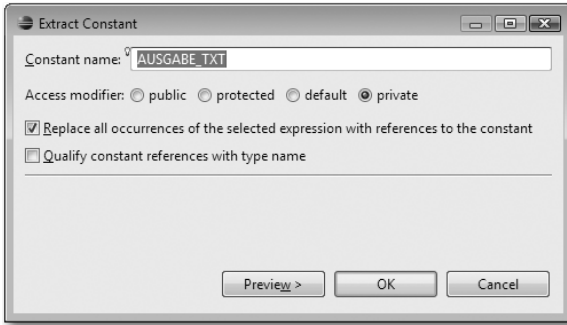 Extract Constant
Constant name: AUSGABE_TXT
Access modifier: public protected default private
Replace all occurrences of the selected expression with references to the constant
Qualify constant references with type name
Preview > OK Cancel